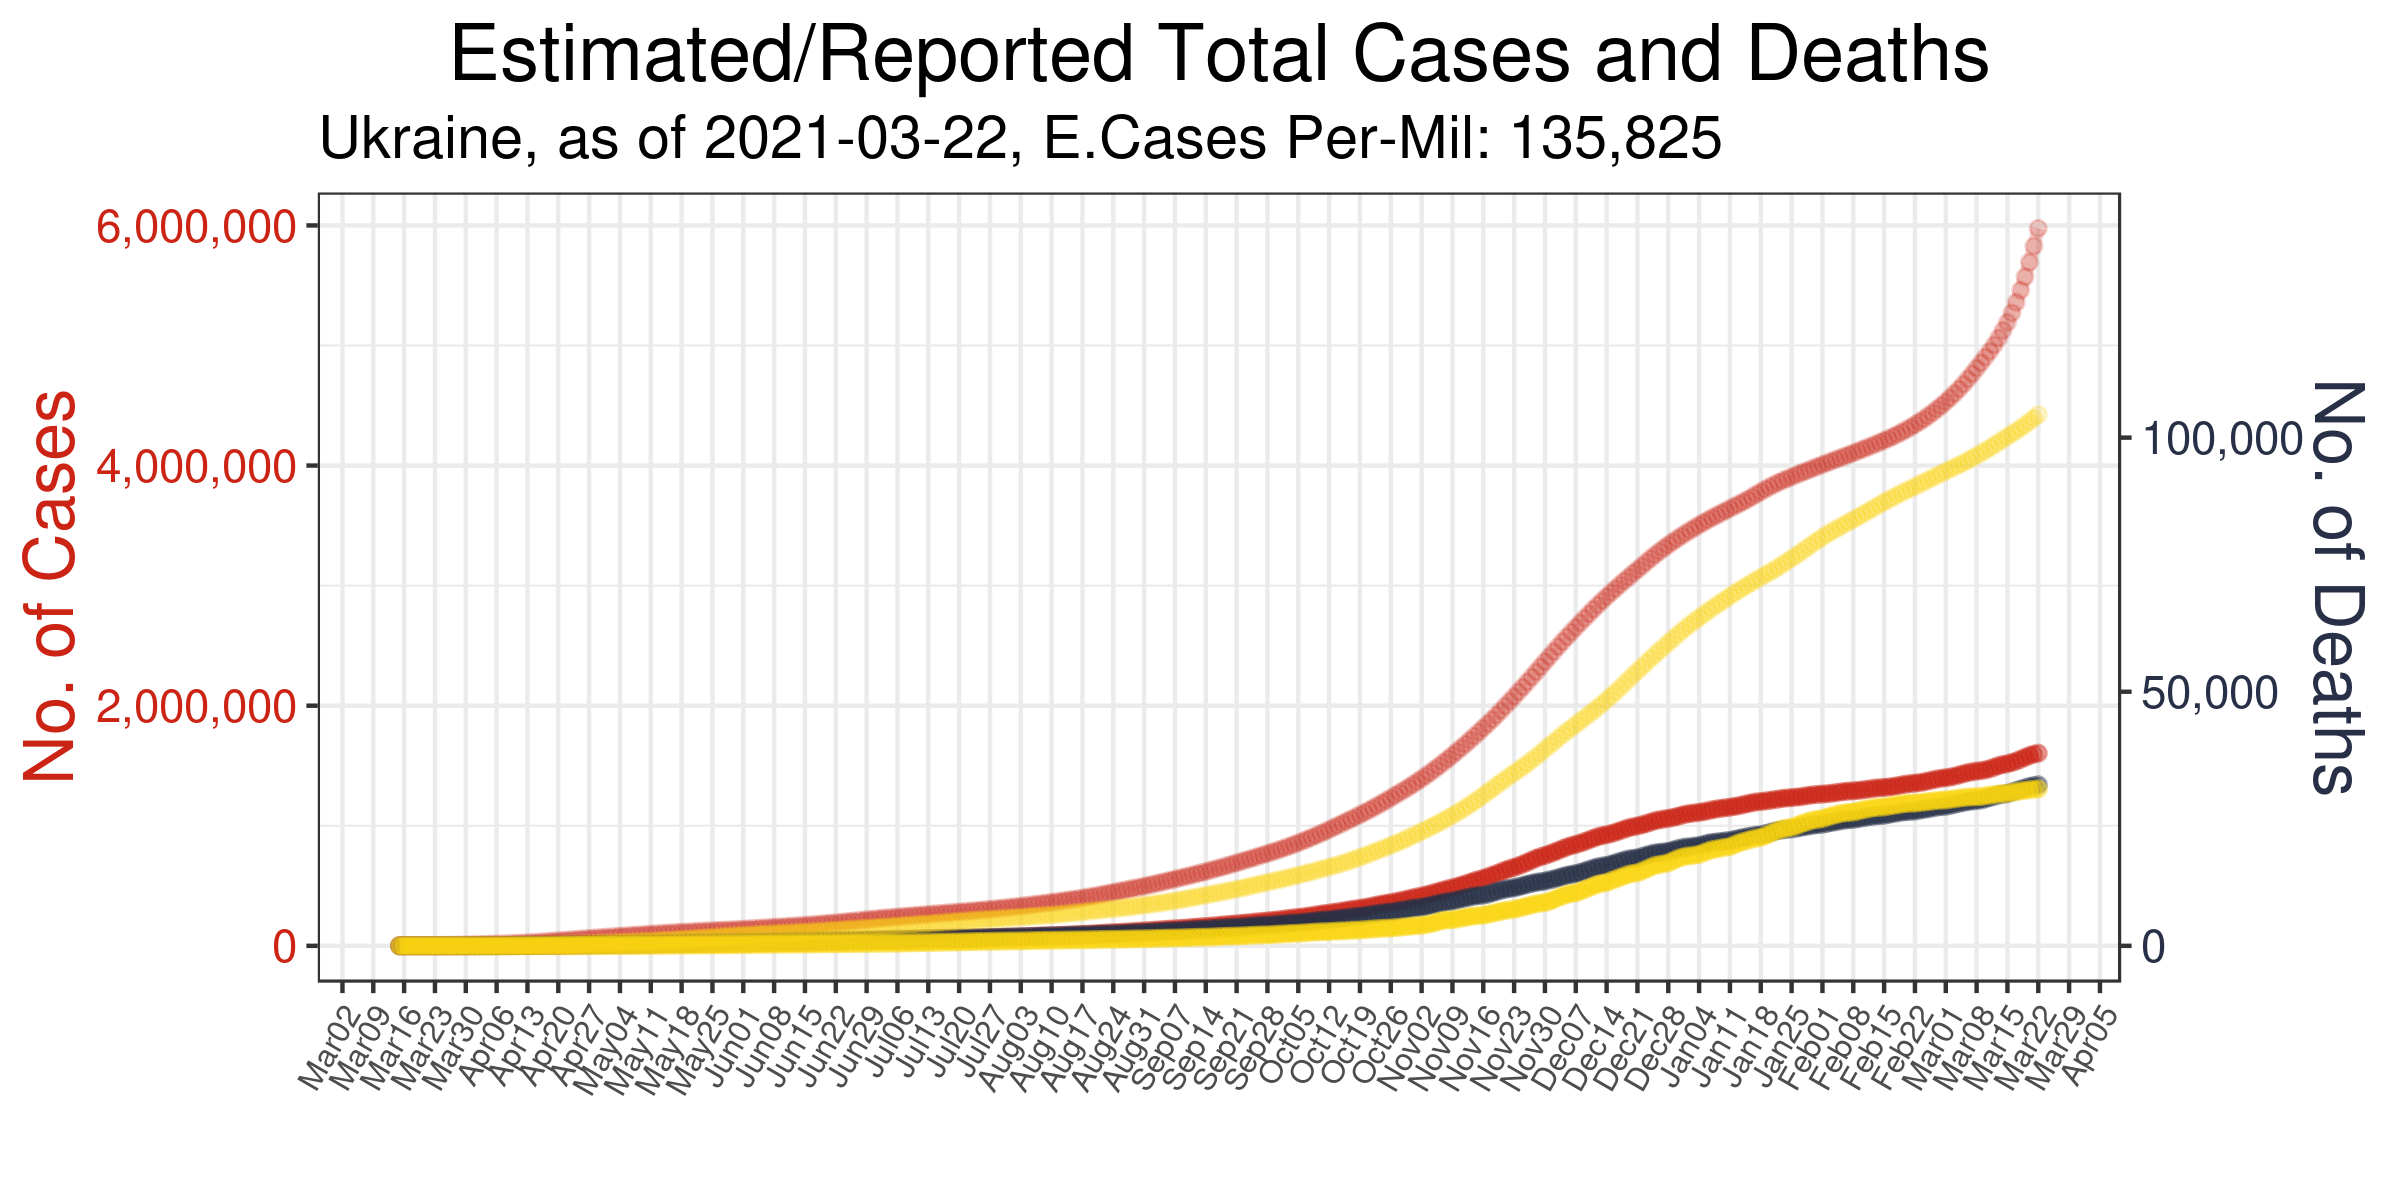 Estimated/Reported Total Cases and Deaths
Ukraine, as of 2021-03-22, E.Cases Per-Mil: 135,825
No. of Cases
6,000,000
4,000,000
2,000,000
0
No. of Deaths
100,000
50,000
0
Mar02
Mar09
Mar16
Mar23
Mar30
Apr06
Apr13
Apr20
Apr27
May04
May11
May18
May25
Jun01
Jun08
Jun15
Jun22
Jun29
Jul06
Jul13
Jul20
Jul27
Aug03
Aug10
Aug17
Aug24
Aug31
Sep07
Sep14
Sep21
Sep28
Oct05
Oct12
Oct19
Oct26
Nov02
Nov09
Nov16
Nov23
Nov30
Dec07
Dec14
Dec21
Dec28
Jan04
Jan11
Jan18
Jan25
Feb01
Feb08
Feb15
Feb22
Mar01
Mar08
Mar15
Mar22
Mar29
Apr05